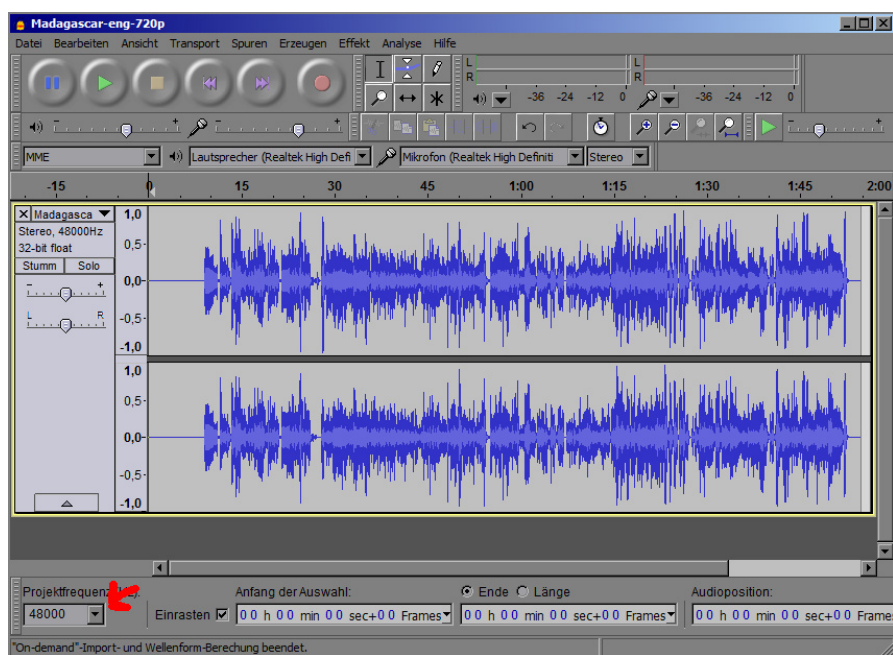 Madagascar-eng-720p
Datei Bearbeiten Ansicht Transport Spuren Erzeugen Effekt Analyse Hilfe
L
R
-36 -24 -12 0
L
R
-36 -24 -12 0
MME
Lautsprecher (Realtek High Defi
Mikrofon (Realtek High Definiti
Stereo
-15 0 15 30 45 1:00 1:15 1:30 1:45 2:00
Madagasca
Stereo, 48000Hz
32-bit float
Stumm Solo
- +
L R
1,0
0,5-
0,0-
-0,5-
-1,0
1,0
0,5-
0,0-
-0,5-
-1,0
Projektfrequenz
Anfang der Auswahl:
Ende Länge
Audioposition:
48000
Einrasten
00 h 00 min 00 sec+00 Frames
00 h 00 min 00 sec+00 Frames
00 h 00 min 00 sec+00 Frame
"On-demand"-Import- und Wellenform-Berechung beendet.